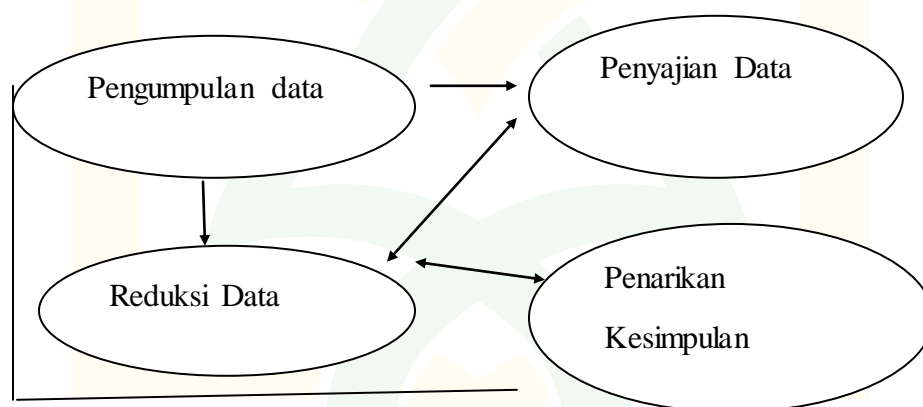 Pengumpulan data
Penyajian Data
Reduksi Data
Penarikan
Kesimpulan